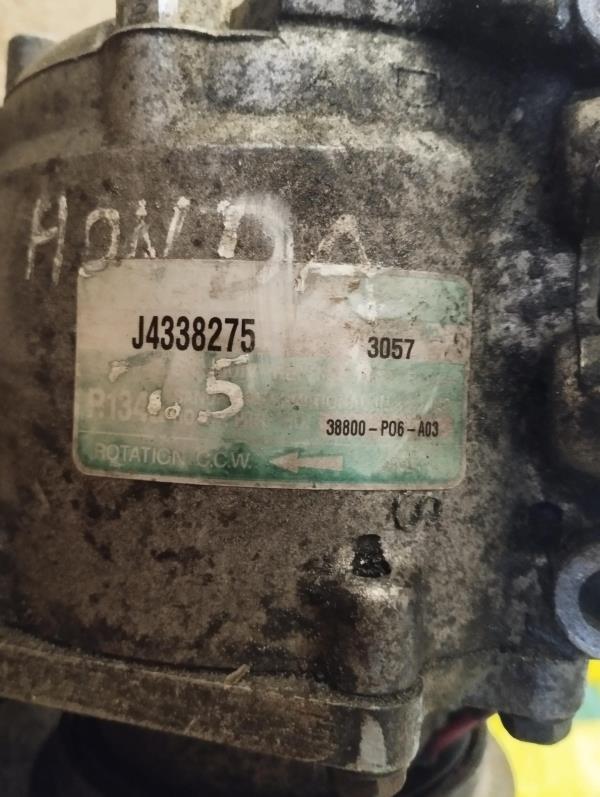 HONDA
J4338275
3057
1.5
R134
38800-P06-A03
ROTATION C.C.W.